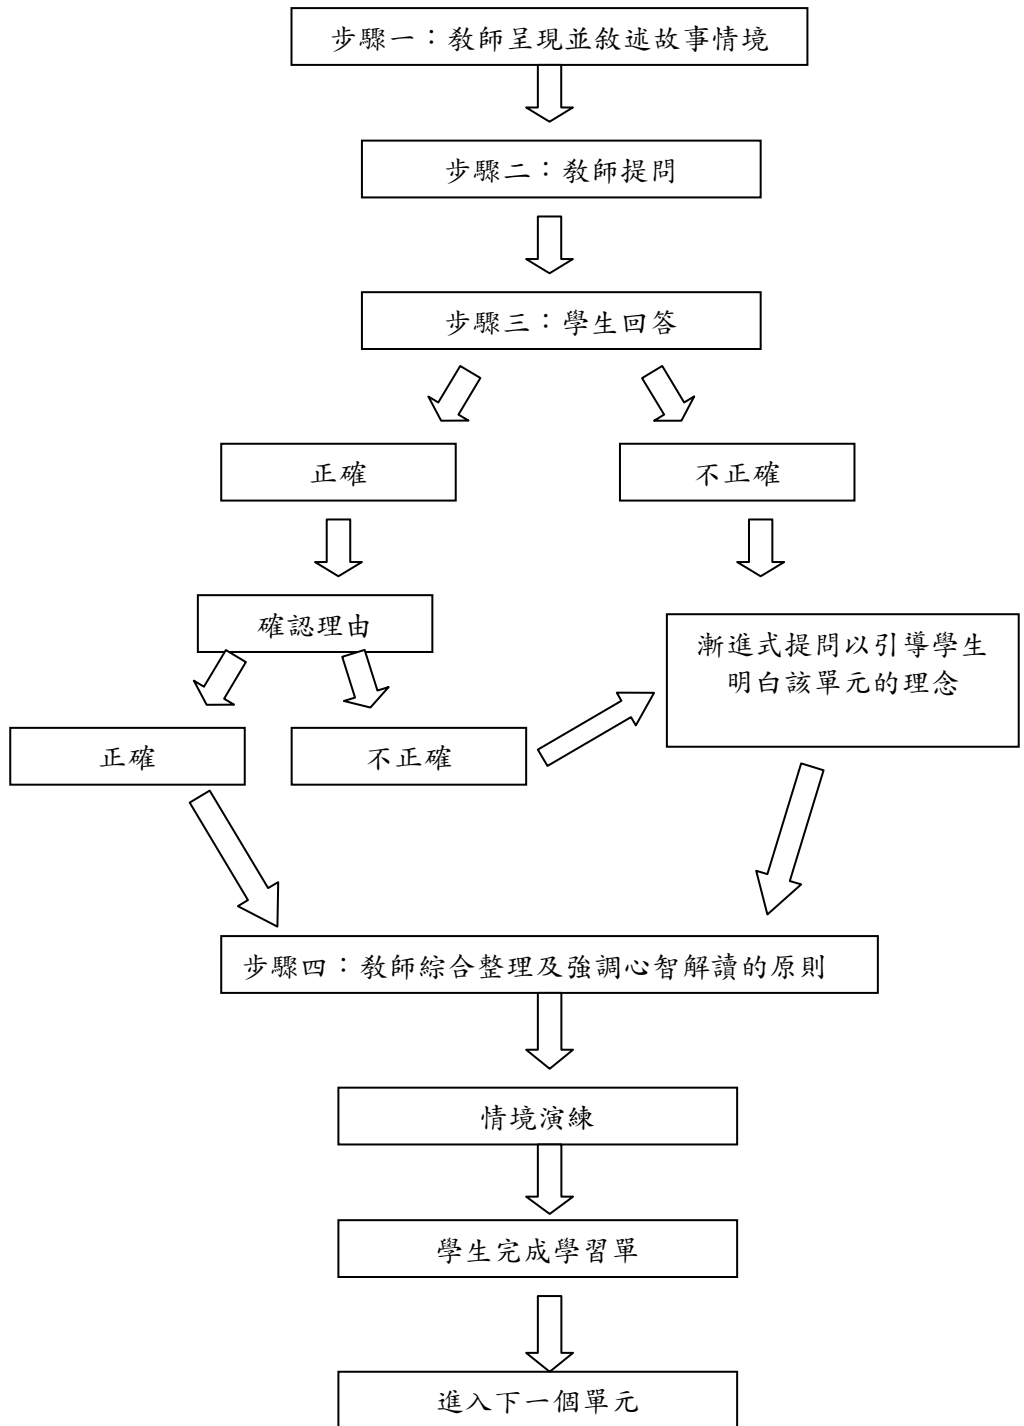 步驟一：教師呈現並敘述故事情境
步驟二：教師提問
步驟三：學生回答
正確
不正確
確認理由
漸進式提問以引導學生
明白該單元的理念
正確
不正確
步驟四：教師綜合整理及強調心智解讀的原則
情境演練
學生完成學習單
進入下一個單元